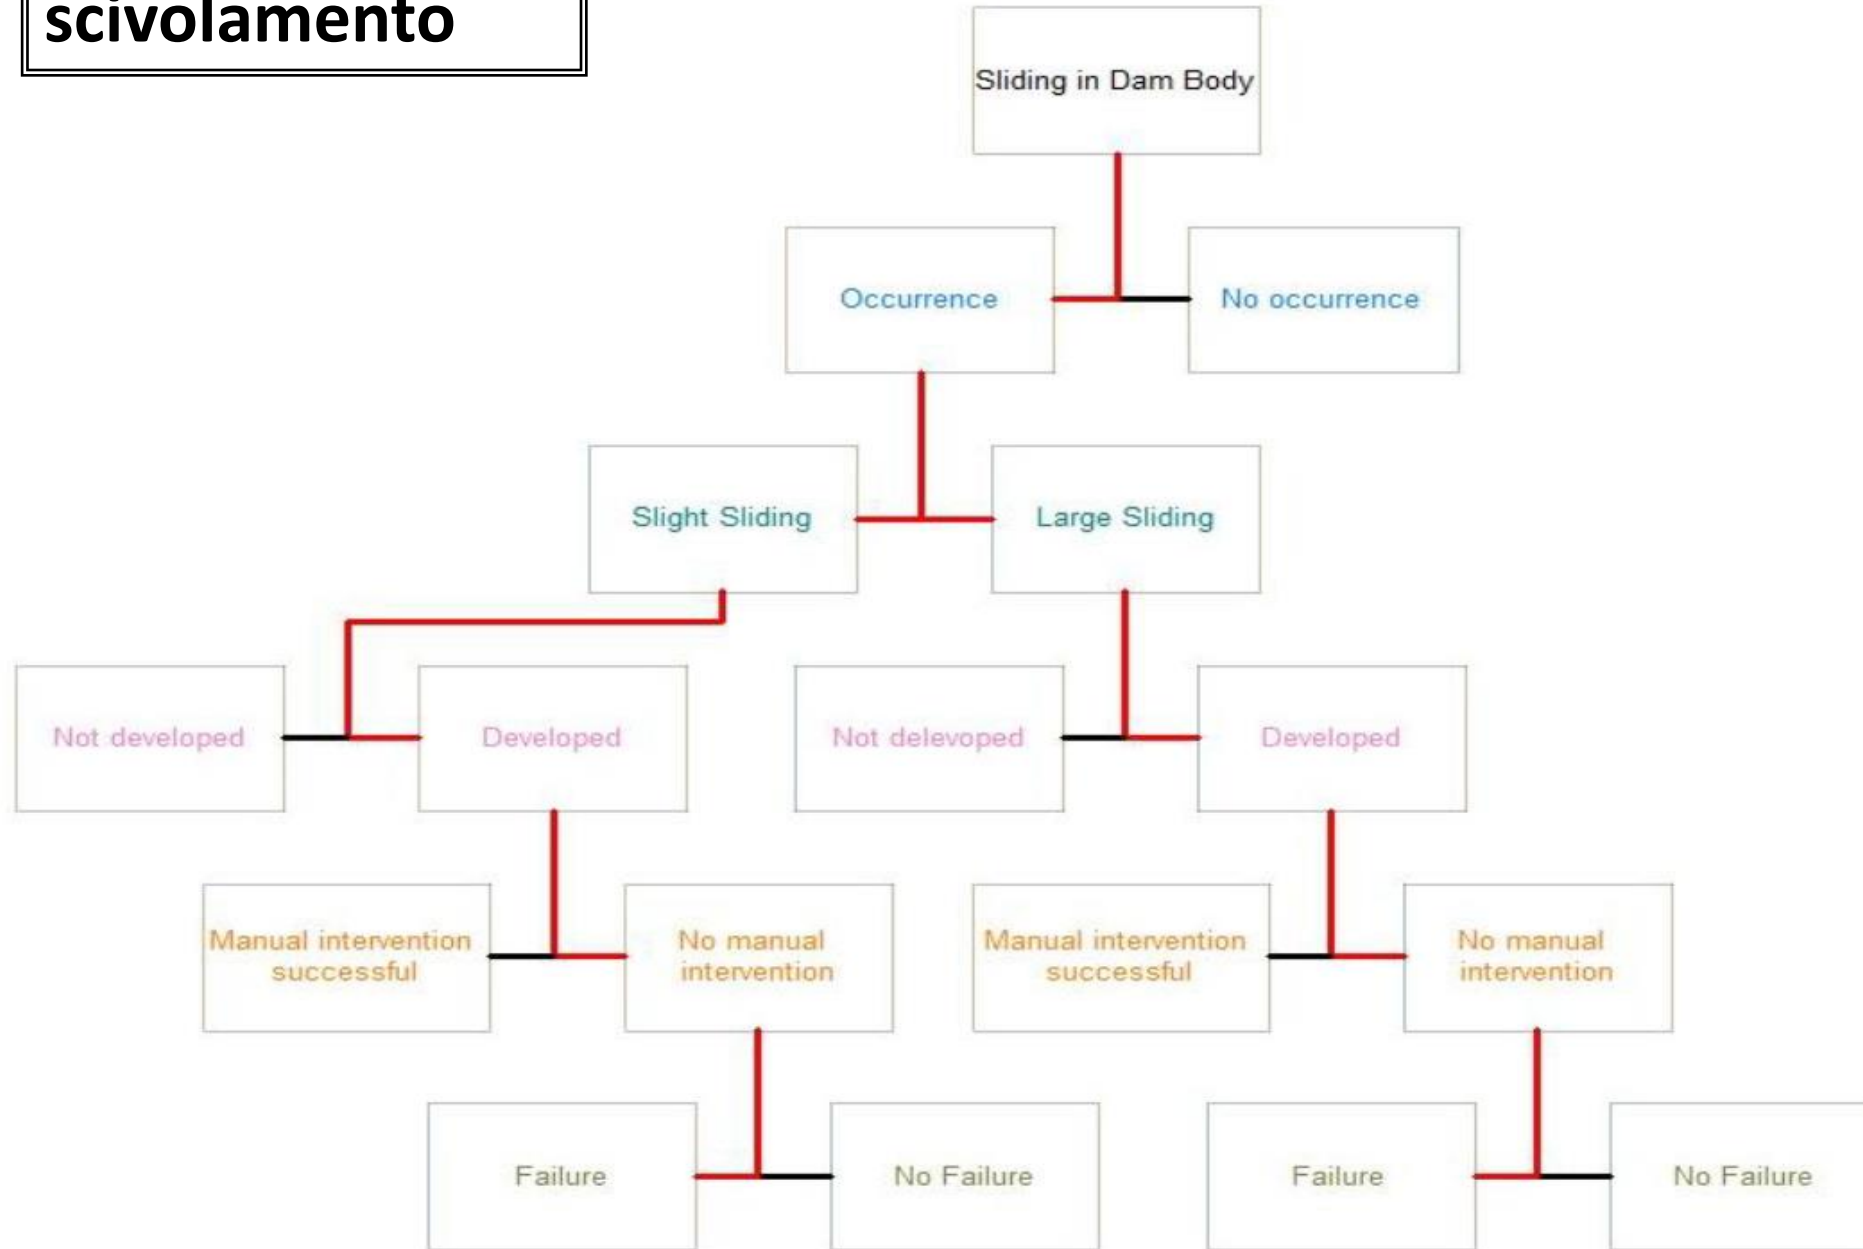 scivolamento
Sliding in Dam Body
Occurrence
No occurrence
Slight Sliding
Large Sliding
Not developed
Developed
Not delevoped
Developed
Manual intervention
successful
No manual
intervention
Manual intervention
successful
No manual
intervention
Failure
No Failure
Failure
No Failure